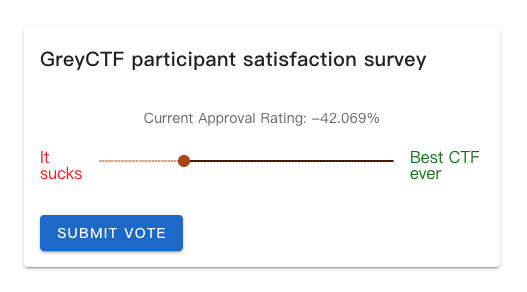 GreyCTF participant satisfaction survey
Current Approval Rating: −42.069%
It
sucks
Best CTF
ever
SUBMIT VOTE